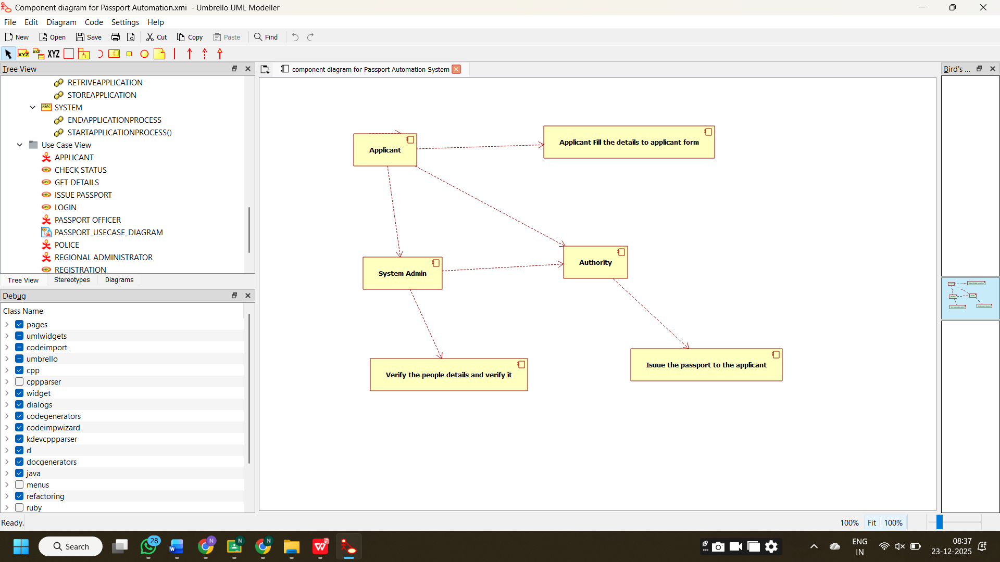 Component diagram for Passport Automation.xmi - Umbrello UML Modeller
File Edit Diagram Code Settings Help
New Open Save Cut Copy Paste Find
XYZ XYZ XYZ
Tree View
component diagram for Passport Automation System
Bird's ...
RETRIVEAPPLICATION
STOREAPPLICATION
SYSTEM
ENDAPPLICATIONPROCESS
STARTAPPLICATIONPROCESS()
Use Case View
APPLICANT
CHECK STATUS
GET DETAILS
ISSUE PASSPORT
LOGIN
PASSPORT OFFICER
PASSPORT_USECASE_DIAGRAM
POLICE
REGIONAL ADMINISTRATOR
REGISTRATION
Tree View Stereotypes Diagrams
Debug
Class Name
pages
umlwidgets
codeimport
umbrello
cpp
cppparser
widget
dialogs
codegenerators
codeimpwizard
kdevcppparser
d
docgenerators
java
menus
refactoring
ruby
Applicant
Applicant Fill the details to applicant form
System Admin
Authority
Verify the people details and verify it
Isuue the passport to the applicant
Ready.
100% Fit 100%
Search
28
N
N
N
ENG
IN
08:37
23-12-2025